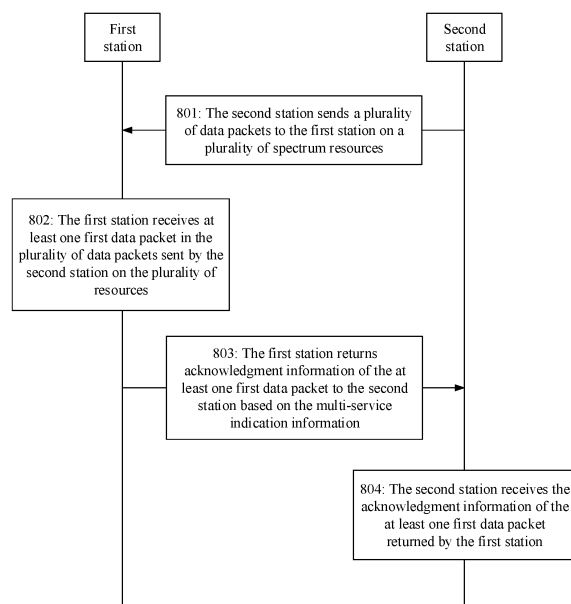 First
station
Second
station
801: The second station sends a plurality
of data packets to the first station on a
plurality of spectrum resources
802: The first station receives at
least one first data packet in the
plurality of data packets sent by the
second station on the plurality of
resources
803: The first station returns
acknowledgment information of the at
least one first data packet to the second
station based on the multi-service
indication information
804: The second station receives the
acknowledgment information of the
at least one first data packet
returned by the first station